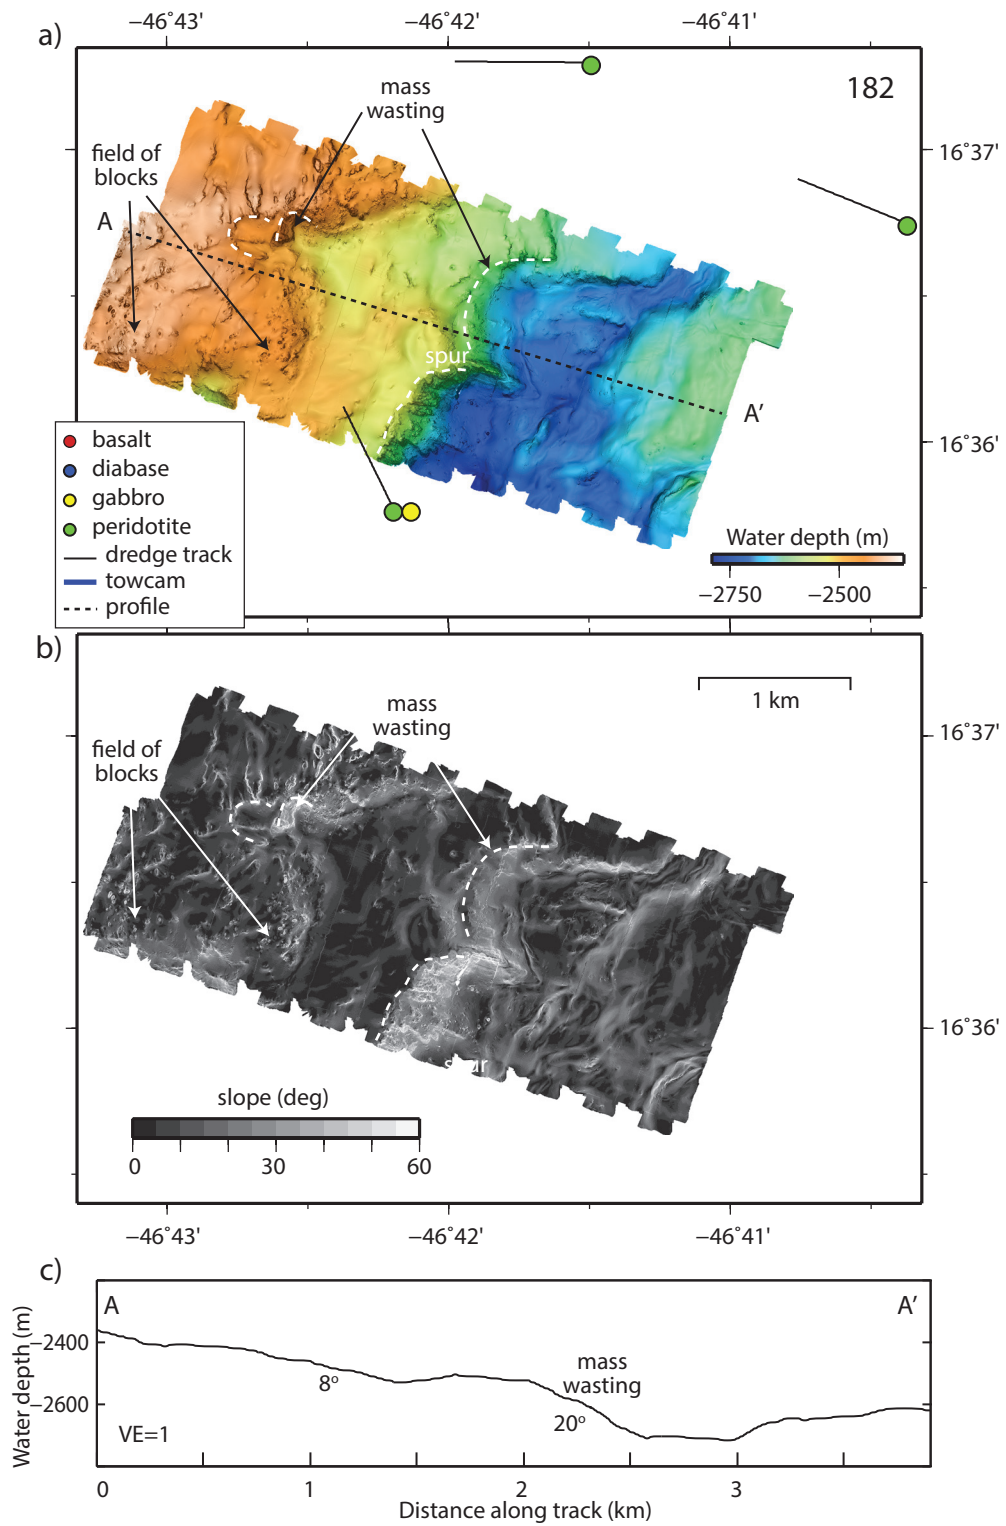 a)
−46˚43'
−46˚42'
−46˚41'
182
mass
wasting
field of
blocks
A
16˚37'
spur
A'
16˚36'
basalt
diabase
gabbro
peridotite
dredge track
towcam
profile
Water depth (m)
−2750
−2500
b)
1 km
mass
wasting
field of
blocks
16˚37'
16˚36'
spur
slope (deg)
0
30
60
−46˚43'
−46˚42'
−46˚41'
c)
A
A'
Water depth (m)
−2400
−2600
8°
mass
wasting
20°
VE=1
0
1
2
3
Distance along track (km)